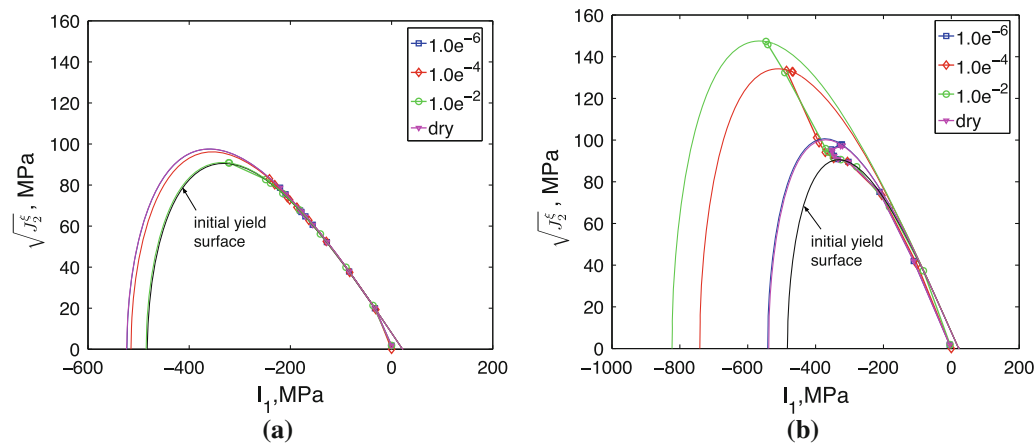 160
140
120
100
80
60
40
20
0
√J₂^ξ , MPa
−600
−400
−200
0
200
I₁,MPa
1.0e⁻⁶
1.0e⁻⁴
1.0e⁻²
dry
initial yield
surface
(a)
160
140
120
100
80
60
40
20
0
√J₂^ξ , MPa
−1000
−800
−600
−400
−200
0
200
I₁,MPa
1.0e⁻⁶
1.0e⁻⁴
1.0e⁻²
dry
initial yield
surface
(b)